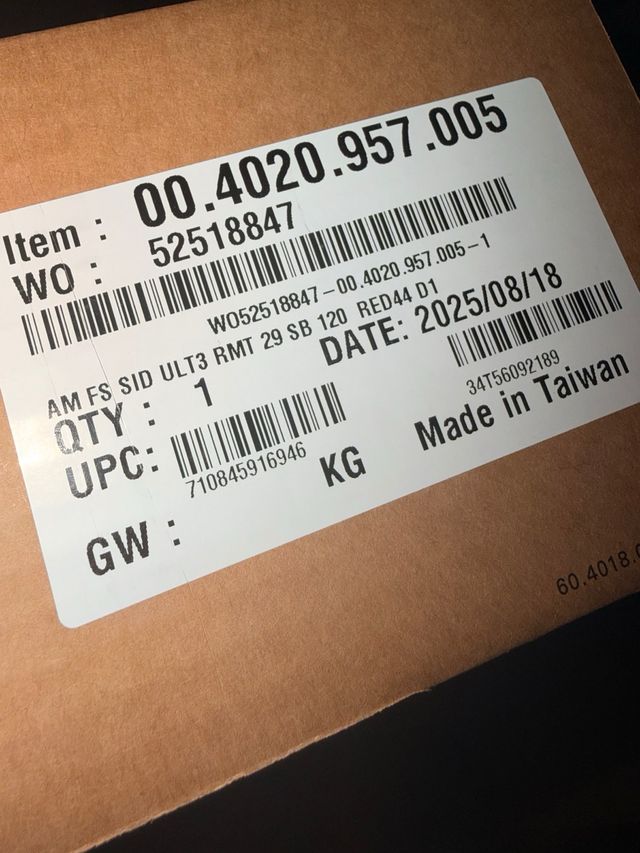 Item : 00.4020.957.005
WO : 52518847
WO52518847-00.4020.957.005-1
AM FS SID ULT3 RMT 29 SB 120 RED44 D1
QTY : 1
DATE: 2025/08/18
34T56092189
UPC:
710845916946
KG
Made in Taiwan
GW :
60.4018.0